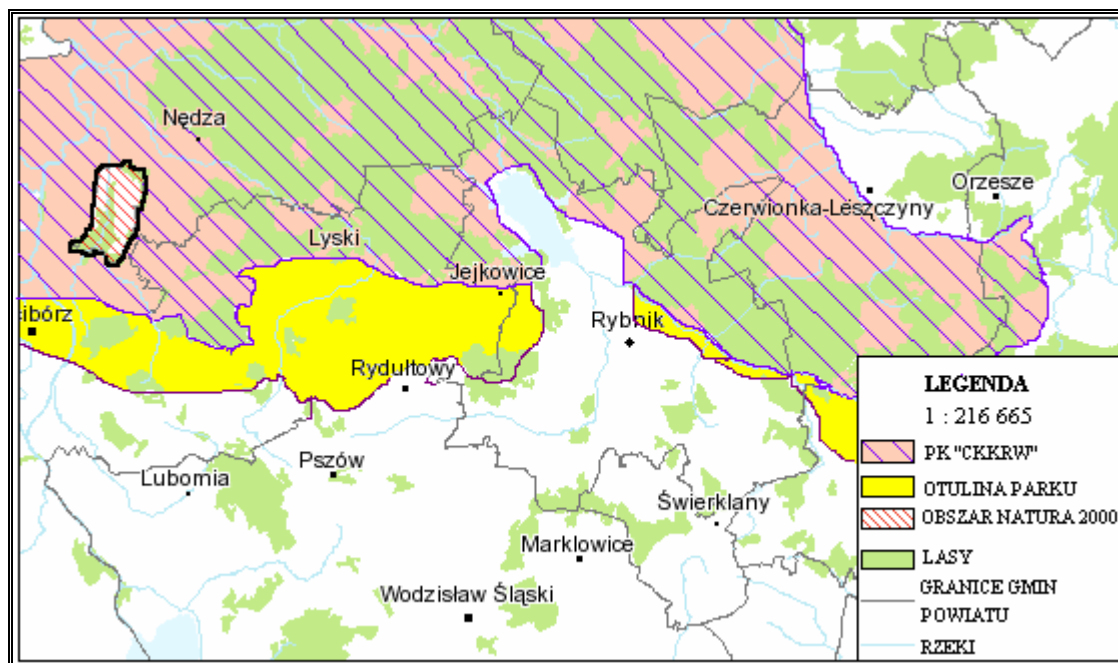 Nędza
Orzesze
Czerwionka-Leszczyny
Lyski
Jejkowice
cibórz
Rybnik
Rydułtowy
Pszów
Lubomia
Świerklany
Marklowice
Wodzisław Śląski
LEGENDA
1 : 216 665
PK "CKKRW"
OTULINA PARKU
OBSZAR NATURA 2000
LASY
GRANICE GMIN
POWIATU
RZEKI